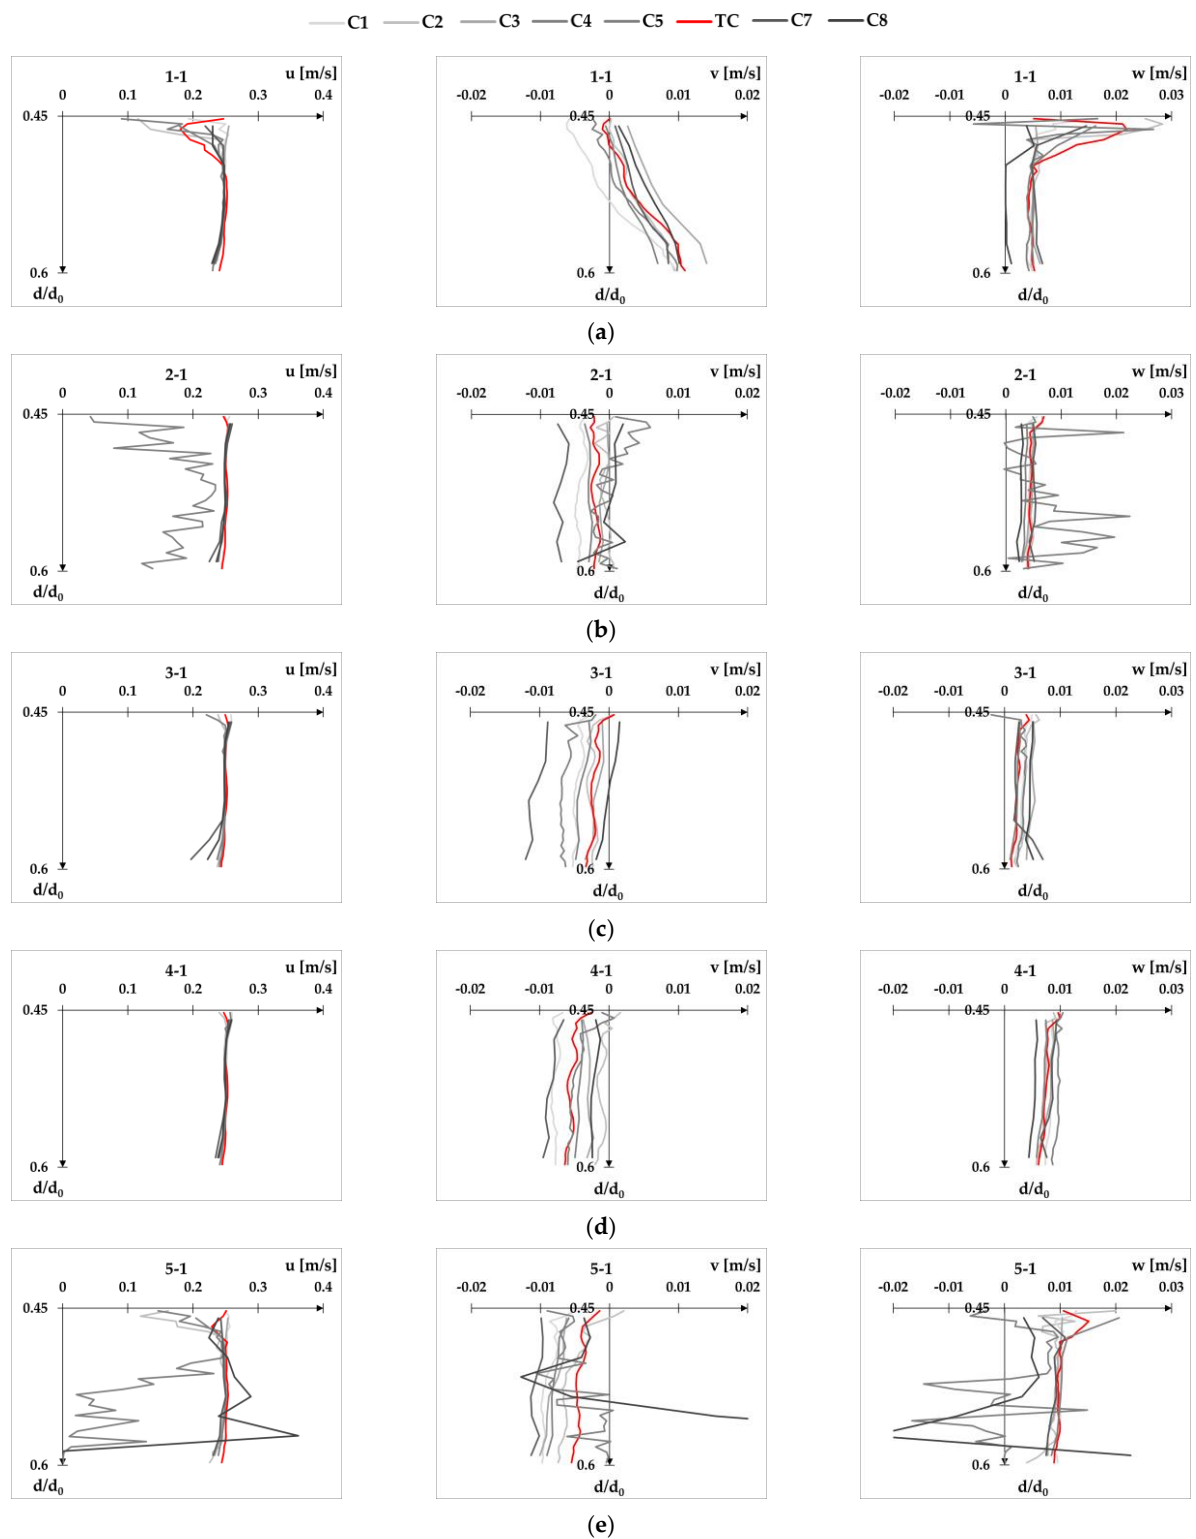 C1 C2 C3 C4 C5 TC C7 C8
1-1 u [m/s]
0 0.1 0.2 0.3 0.4
0.45
0.6
d/d0
1-1 v [m/s]
-0.02 -0.01 0 0.01 0.02
0.45
0.6
d/d0
1-1 w [m/s]
-0.02 -0.01 0 0.01 0.02 0.03
0.45
0.6
d/d0
(a)
2-1 u [m/s]
0 0.1 0.2 0.3 0.4
0.45
0.6
d/d0
2-1 v [m/s]
-0.02 -0.01 0 0.01 0.02
0.45
0.6
d/d0
2-1 w [m/s]
-0.02 -0.01 0 0.01 0.02 0.03
0.45
0.6
d/d0
(b)
3-1 u [m/s]
0 0.1 0.2 0.3 0.4
0.45
0.6
d/d0
3-1 v [m/s]
-0.02 -0.01 0 0.01 0.02
0.45
0.6
d/d0
3-1 w [m/s]
-0.02 -0.01 0 0.01 0.02 0.03
0.45
0.6
d/d0
(c)
4-1 u [m/s]
0 0.1 0.2 0.3 0.4
0.45
0.6
d/d0
4-1 v [m/s]
-0.02 -0.01 0 0.01 0.02
0.45
0.6
d/d0
4-1 w [m/s]
-0.02 -0.01 0 0.01 0.02 0.03
0.45
0.6
d/d0
(d)
5-1 u [m/s]
0 0.1 0.2 0.3 0.4
0.45
0.6
d/d0
5-1 v [m/s]
-0.02 -0.01 0 0.01 0.02
0.45
0.6
d/d0
5-1 w [m/s]
-0.02 -0.01 0 0.01 0.02 0.03
0.45
0.6
d/d0
(e)